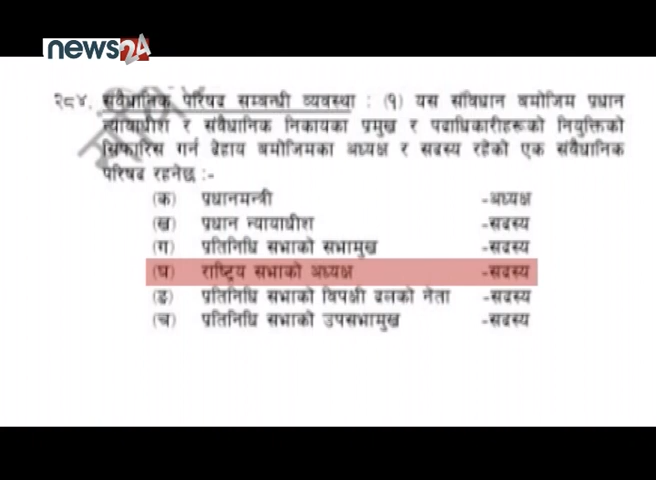 news24
२८४. संवैधानिक परिषद सम्बन्धी व्यवस्था : (१) यस संविधान बमोजिम प्रधान
न्यायाधीश र संवैधानिक निकायका प्रमुख र पदाधिकारीहरूको नियुक्तिको
सिफारिस गर्न देहाय बमोजिमका अध्यक्ष र सदस्य रहेको एक संवैधानिक
परिषद रहनेछ :-
(क) प्रधानमन्त्री -अध्यक्ष
(ख) प्रधान न्यायाधीश -सदस्य
(ग) प्रतिनिधि सभाको सभामुख -सदस्य
(घ) राष्ट्रिय सभाको अध्यक्ष -सदस्य
(ङ) प्रतिनिधि सभाको विपक्षी दलको नेता -सदस्य
(च) प्रतिनिधि सभाको उपसभामुख -सदस्य